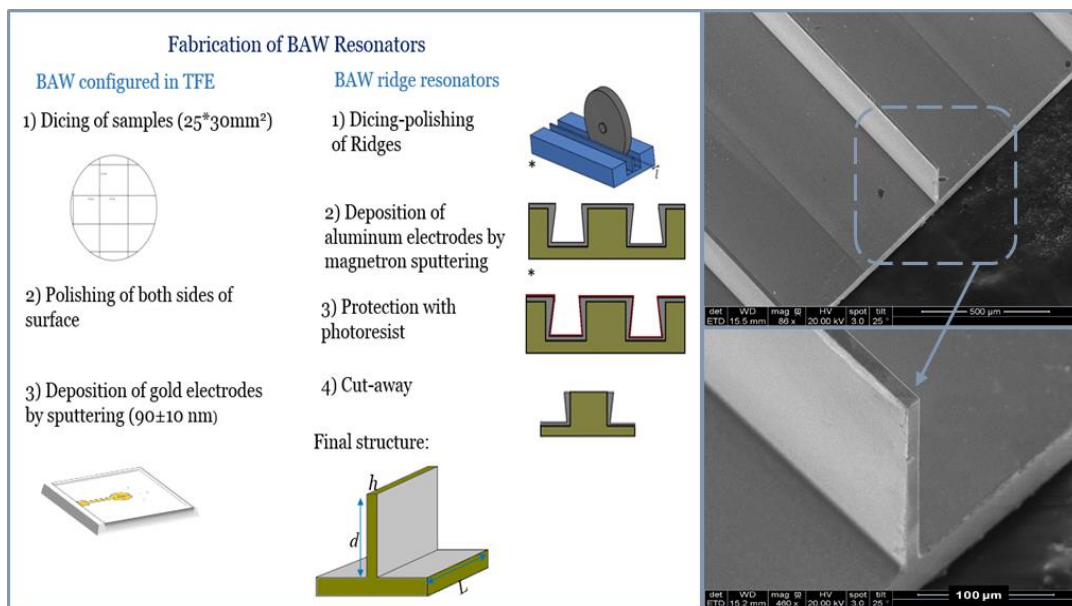 Fabrication of BAW Resonators
BAW configured in TFE
1) Dicing of samples (25*30mm²)
2) Polishing of both sides of
surface
3) Deposition of gold electrodes
by sputtering (90±10 nm)
BAW ridge resonators
1) Dicing-polishing
of Ridges
*
l
2) Deposition of
aluminum electrodes by
magnetron sputtering
*
3) Protection with
photoresist
4) Cut-away
Final structure:
h
d
L
det WD mag HV spot tilt
ETD 15.5 mm 86 x 20.00 kV 3.0 25°
500 µm
det WD mag HV spot tilt
ETD 15.2 mm 460 x 20.00 kV 3.0 25°
100 µm